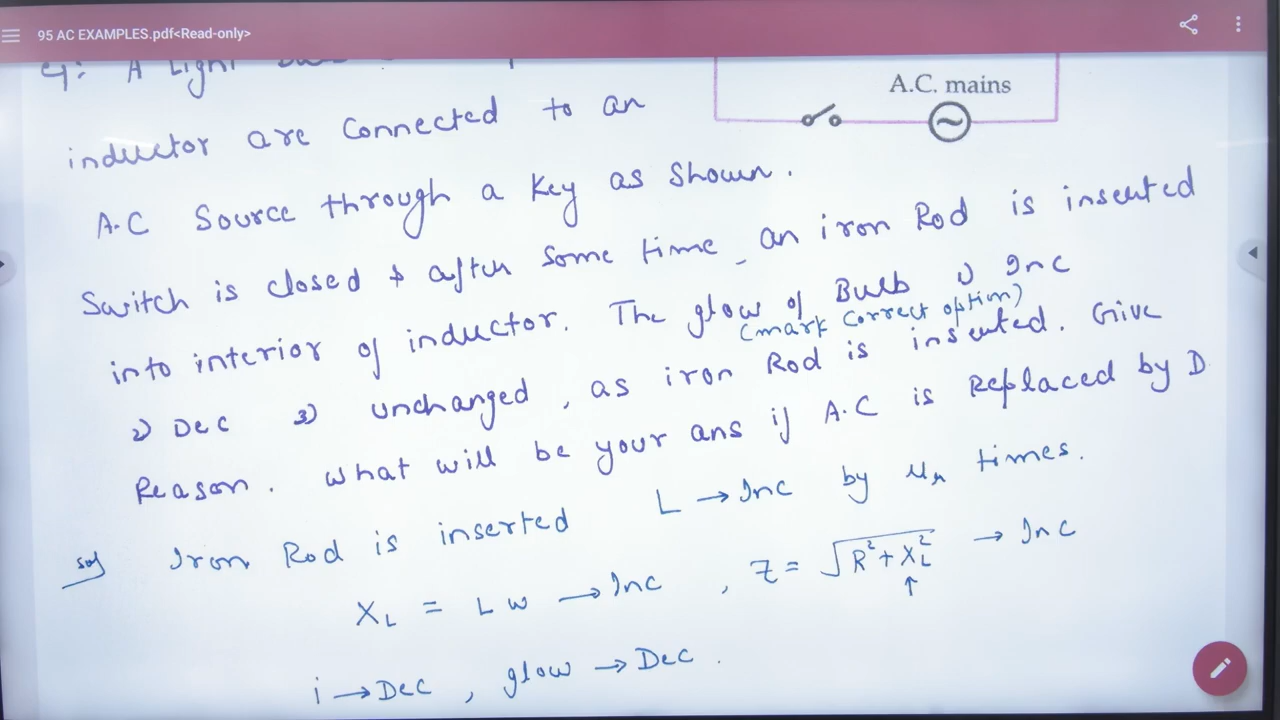 95 AC EXAMPLES.pdf<Read-only>
A Light
A.C. mains
inductor are connected to an
A.C Source through a key as shown.
Switch is closed & after some time, an iron Rod is inserted
into interior of inductor. The glow of Bulb 1) Inc
(mark correct option)
2) Dec 3) unchanged, as iron Rod is inserted. Give
Reason. What will be your ans if A.C is Replaced by D
Sol Iron Rod is inserted L → Inc by μr times.
XL = Lω → Inc , Z = √R²+XL² → Inc
↑
i → Dec , glow → Dec .